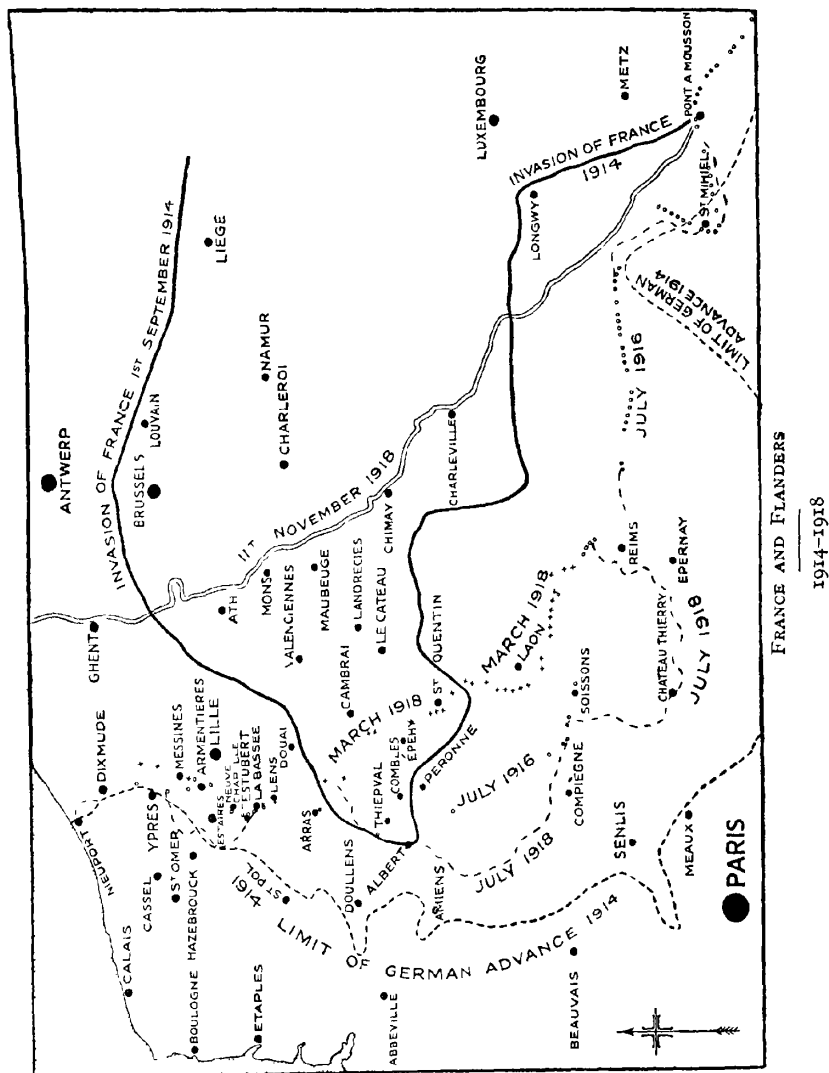 ANTWERP
INVASION OF FRANCE 1ST SEPTEMBER 1914
GHENT
BRUSSELS
LOUVAIN
LIEGE
NAMUR
CHARLEROI
11T NOVEMBER 1918
ATH
MONS
VALENCIENNES
MAUBEUGE
LANDRECIES
LE CATEAU
CAMBRAI
CHIMAY
CHARLEVILLE
LUXEMBOURG
METZ
LONGWY
INVASION OF FRANCE
1914
PONT A MOUSSON
ST MIHIEL
LIMIT OF GERMAN
ADVANCE 1914
JULY 1916
NIEUPORT
DIXMUDE
YPRES
MESSINES
ARMENTIERES
LILLE
ESTAIRES
NEUVE
FESTUBERT
LA BASSEE
LENS
DOUAI
ARRAS
CALAIS
CASSEL
ST OMER
HAZEBROUCK
BOULOGNE
ETAPLES
ST POL
1914
DOULLENS
ALBERT
AMIENS
ABBEVILLE
BEAUVAIS
LIMIT OF GERMAN ADVANCE 1914
MARCH 1918
THIEPVAL
COMBLES
EPEHY
PERONNE
ST QUENTIN
MARCH 1918
LAON
JULY 1916
JULY 1918
COMPIEGNE
SOISSONS
REIMS
EPERNAY
CHATEAU THIERRY
JULY 1918
SENLIS
MEAUX
PARIS
FRANCE AND FLANDERS
1914–1918